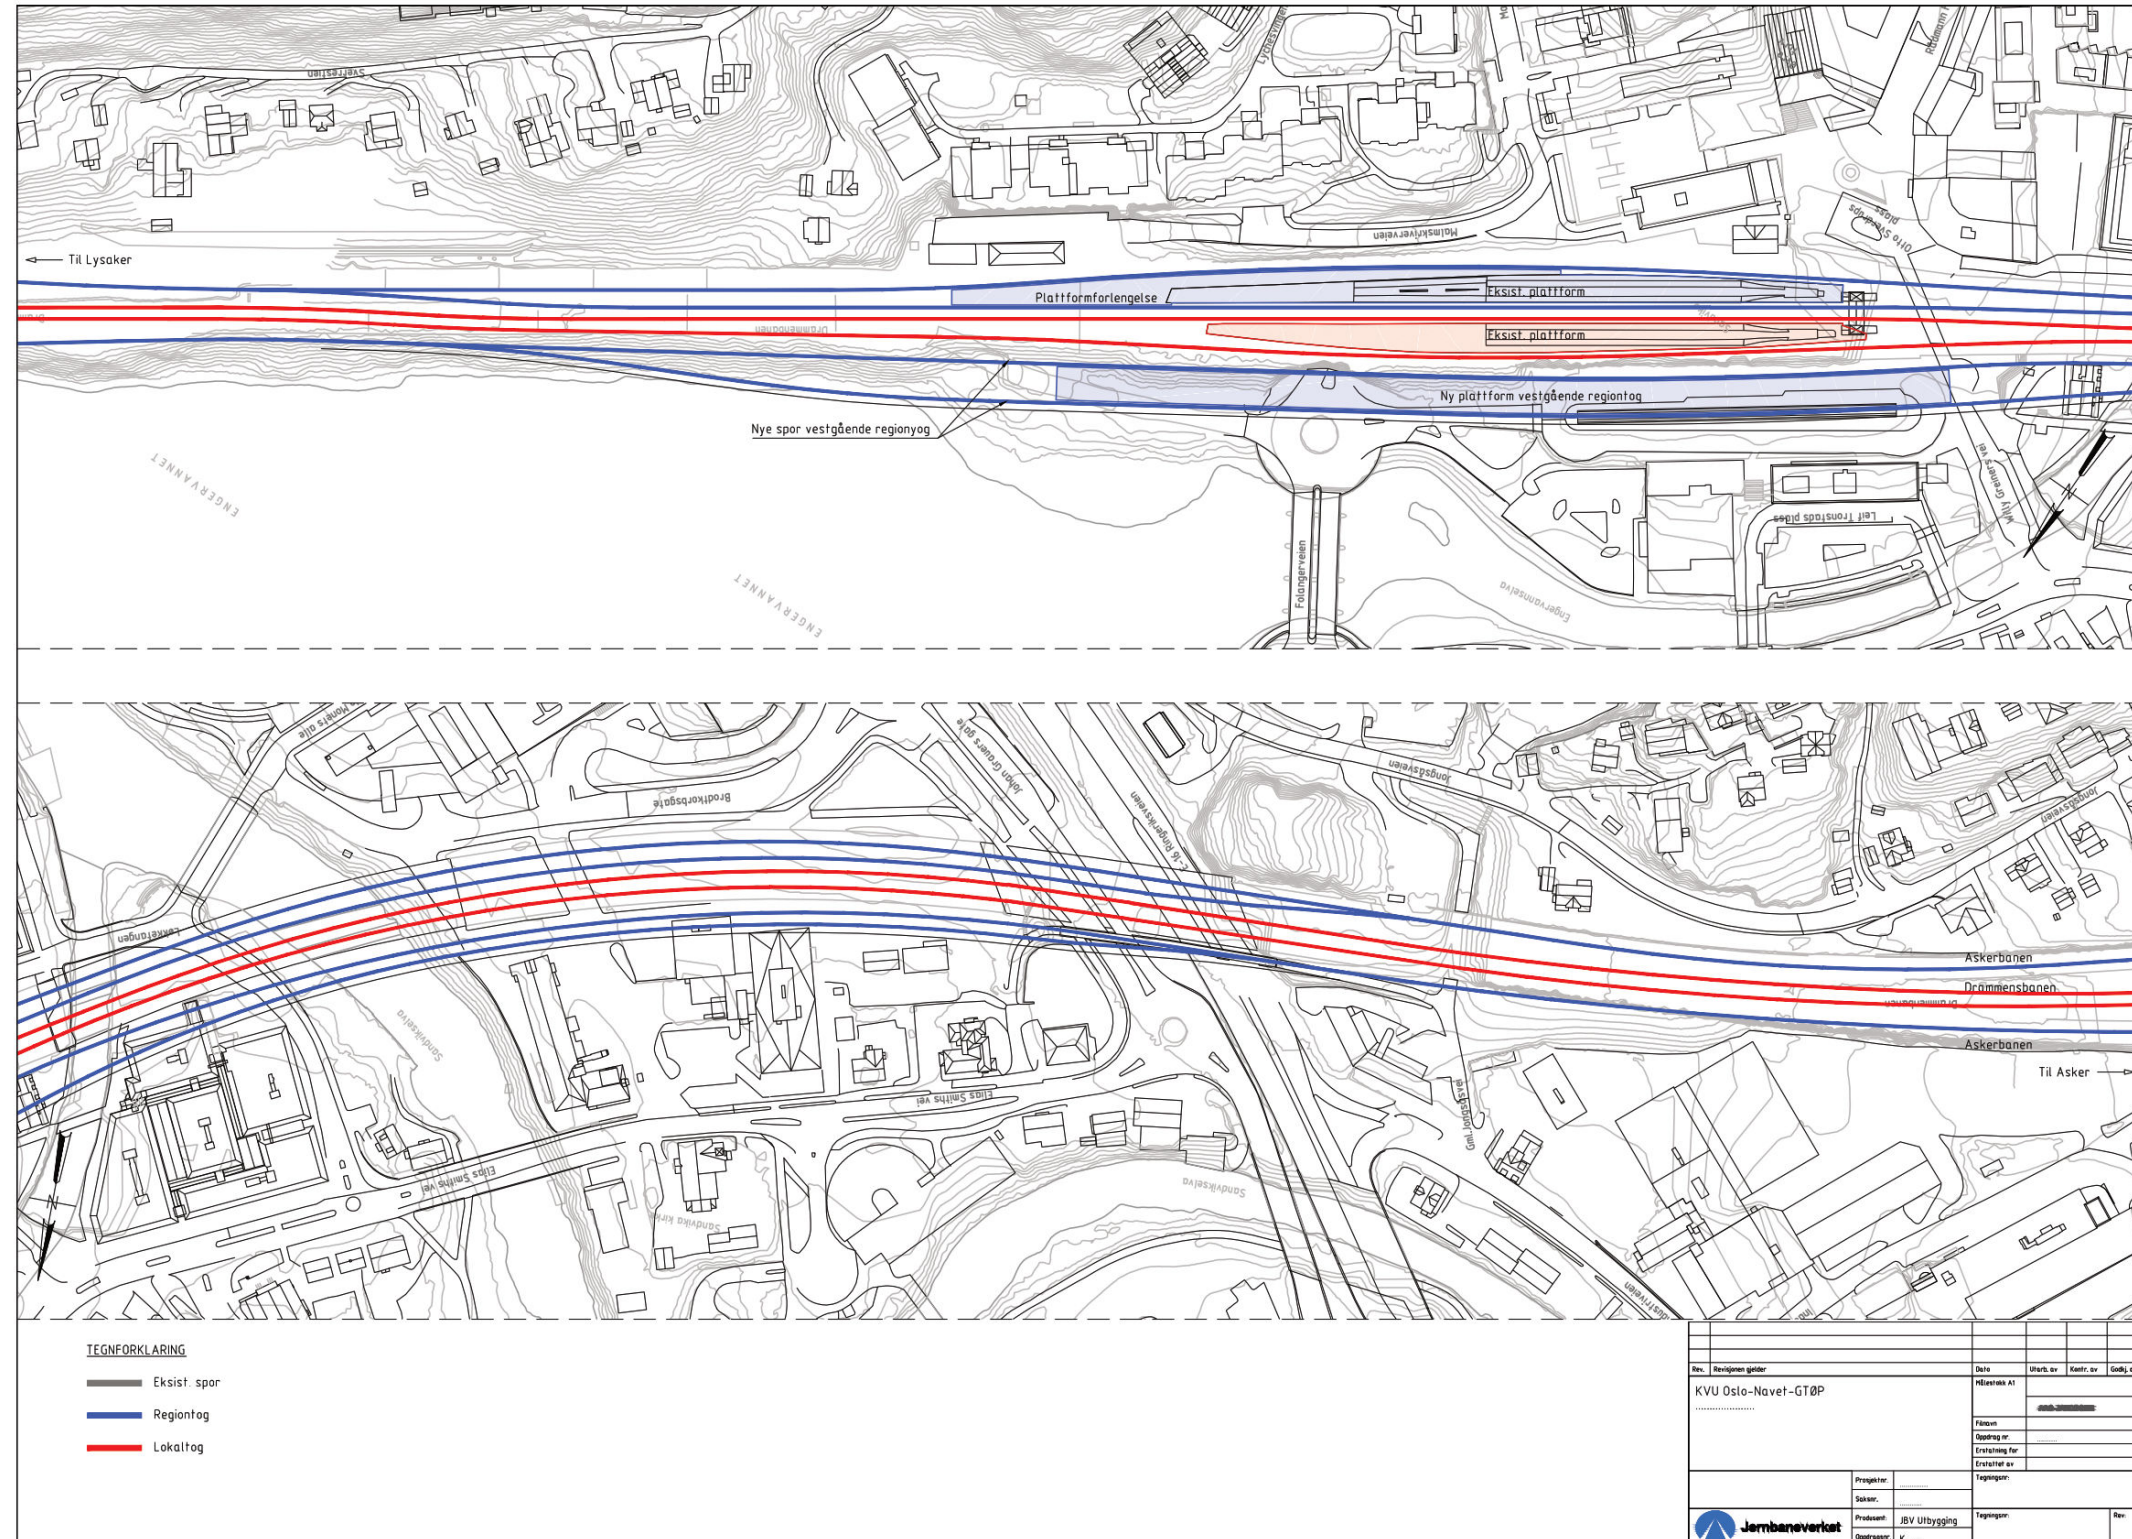 Sverrestien
Lychesvingen
Otto Sverdrups
plass
Malmskriverveien
Til Lysaker
Plattformforlengelse
Eksist. plattform
Drammenbanen
Eksist. plattform
Ny plattform vestgående regiontog
Nye spor vestgående regionyog
ENGERVANNET
ENGERVANNET
Folangerveien
Engervannselva
Leif Tronstads plass
Willy Greiners vei
N
Brodtkorbsgate
Johan Grauers gate
E-16 Ringeriksveien
Jongsåsveien
Jongsåsveien
Løkketangen
Sandvikselva
Askerbanen
Drammensbanen
Drammenbanen
Askerbanen
Til Asker
Elias Smiths vei
Elias Smiths vei
Sandvika kirke
Sandvikselva
Gml.Jongsåsvei
N
TEGNFORKLARING
Eksist. spor
Regiontog
Lokaltog
Rev. Revisjonen gjelder Dato Utarb. av Kontr. av
KVU Oslo-Navet-GTØP
Målestokk A1
Filnavn
Oppdrag nr.
Erstatning for
Erstattet av
Prosjektnr.
Saksnr.
Tegningsnr:
Produsent: JBV Utbygging
Tegningsnr: Rev:
Jernbaneverket